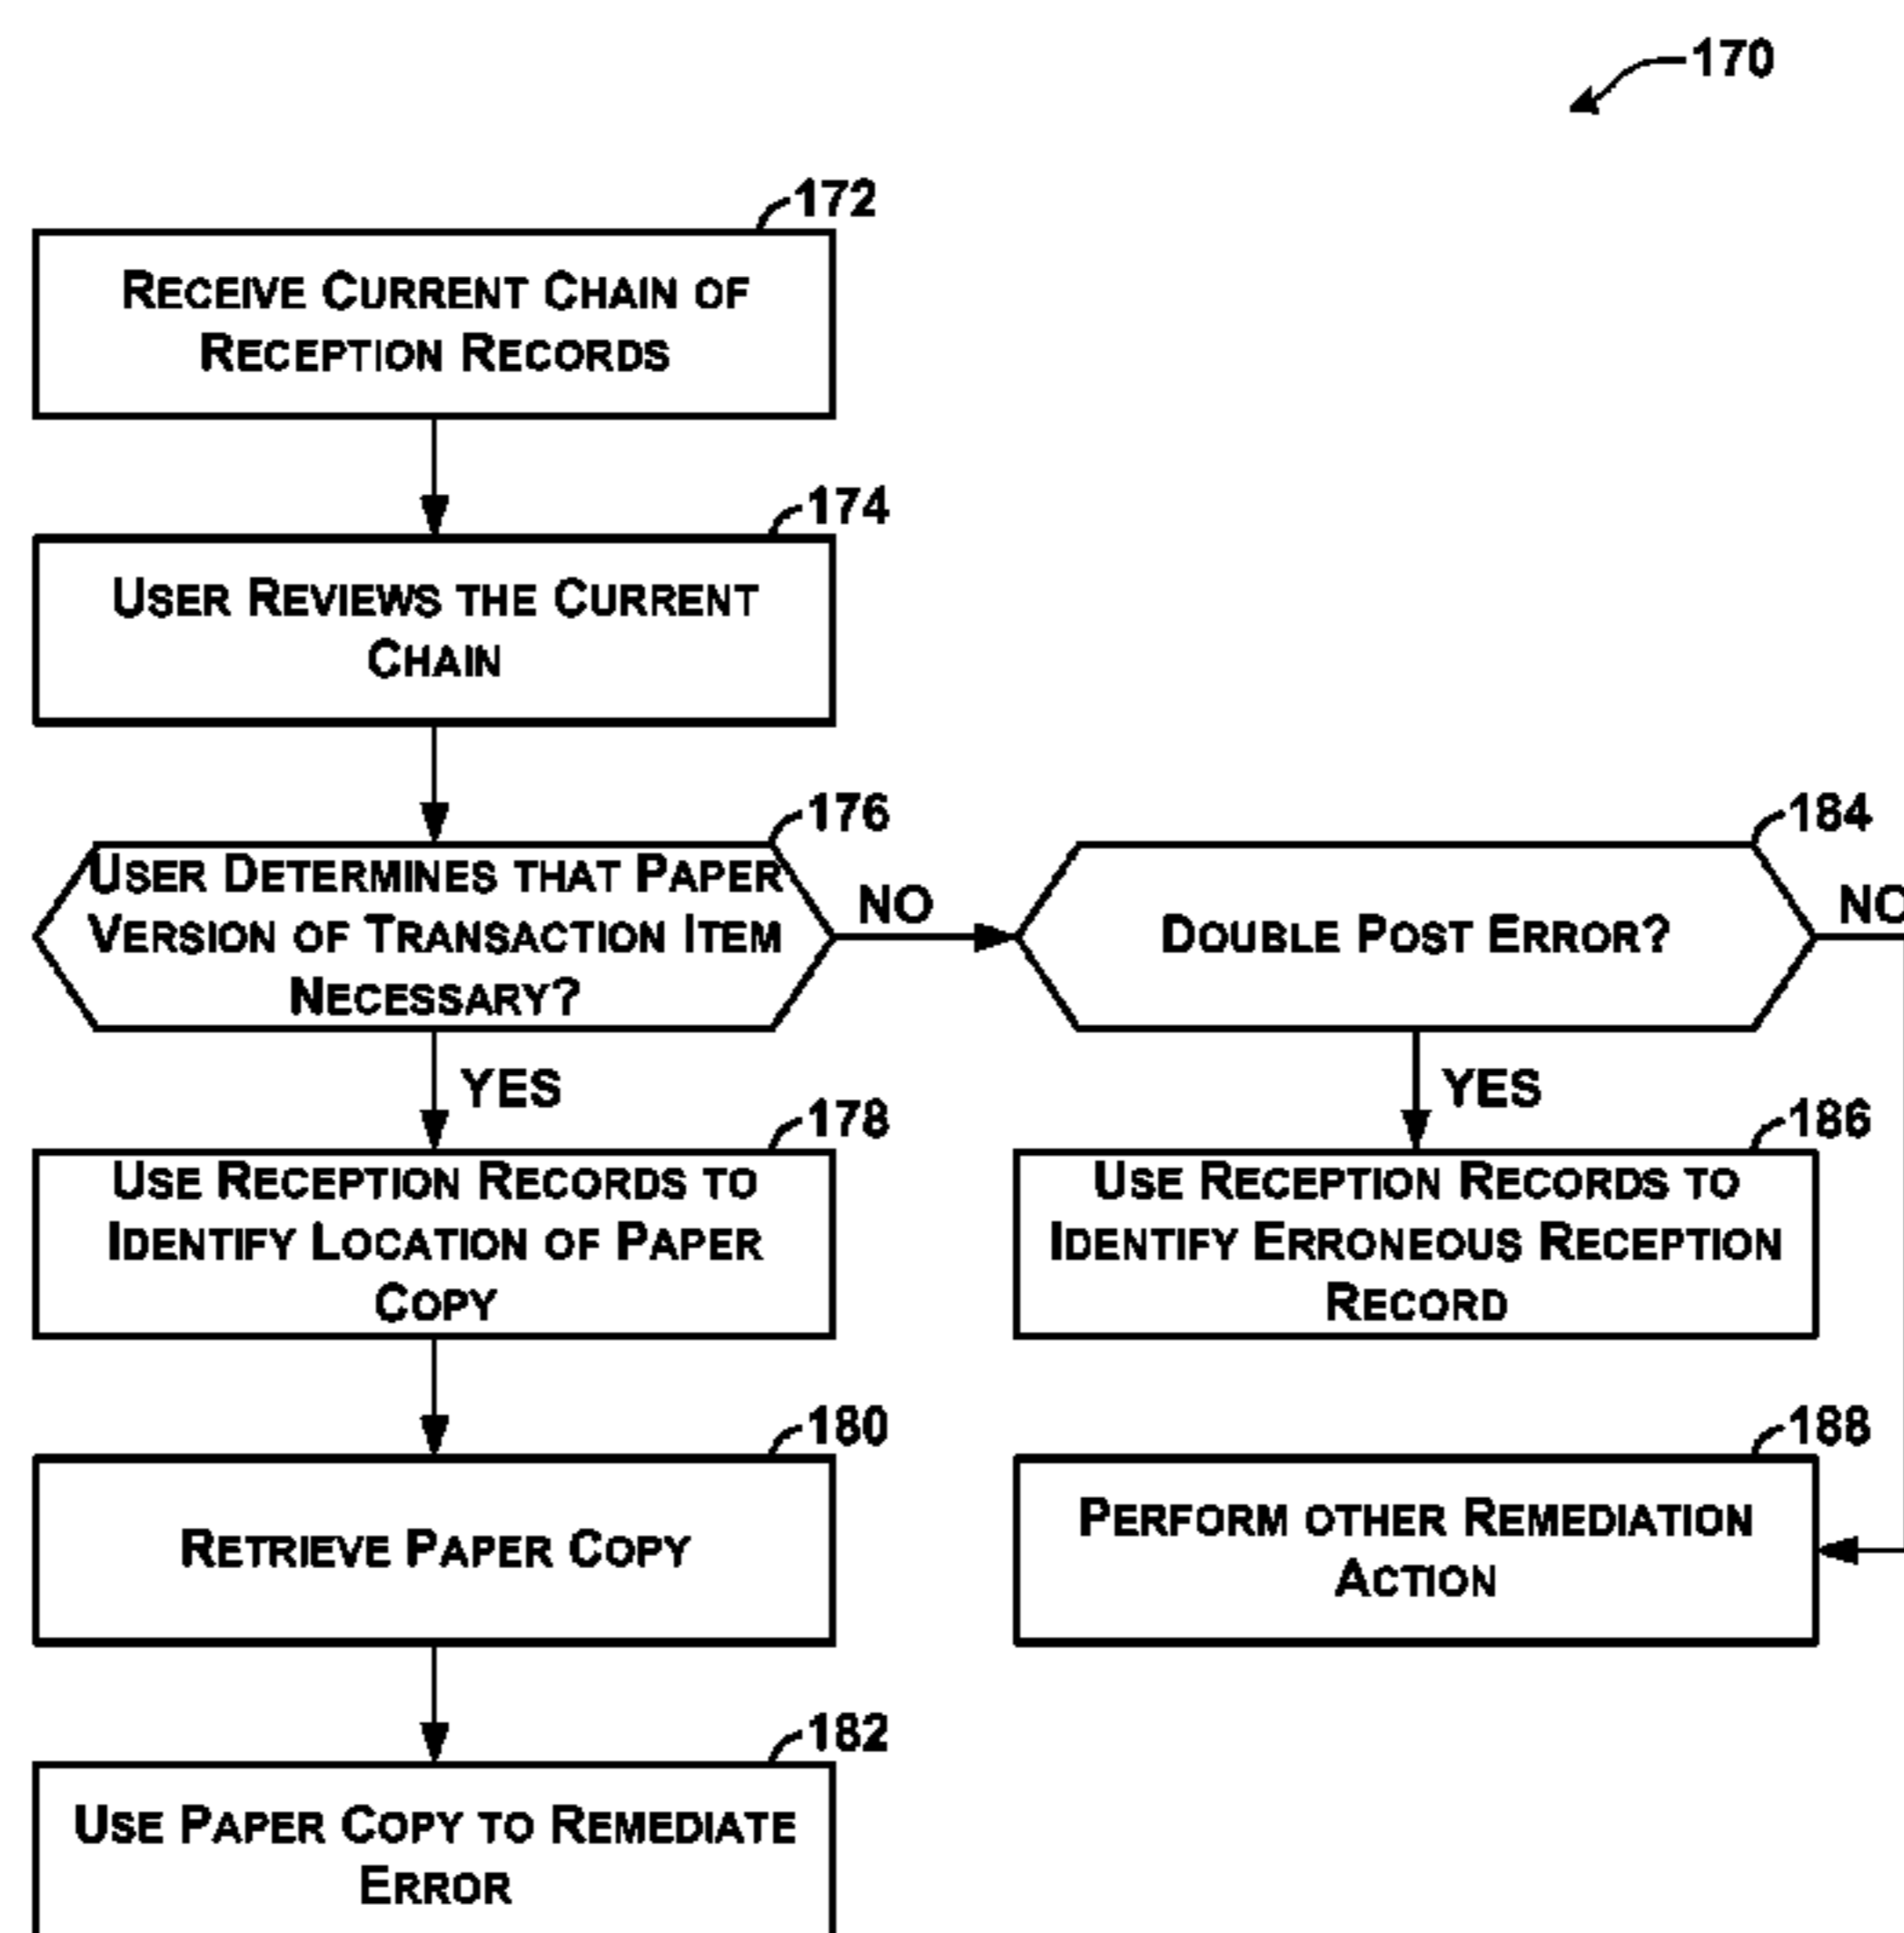 170
172
RECEIVE CURRENT CHAIN OF
RECEPTION RECORDS
174
USER REVIEWS THE CURRENT
CHAIN
176
USER DETERMINES THAT PAPER
VERSION OF TRANSACTION ITEM
NECESSARY?
NO
184
DOUBLE POST ERROR?
NO
YES
178
USE RECEPTION RECORDS TO
IDENTIFY LOCATION OF PAPER
COPY
YES
186
USE RECEPTION RECORDS TO
IDENTIFY ERRONEOUS RECEPTION
RECORD
180
RETRIEVE PAPER COPY
188
PERFORM OTHER REMEDIATION
ACTION
182
USE PAPER COPY TO REMEDIATE
ERROR